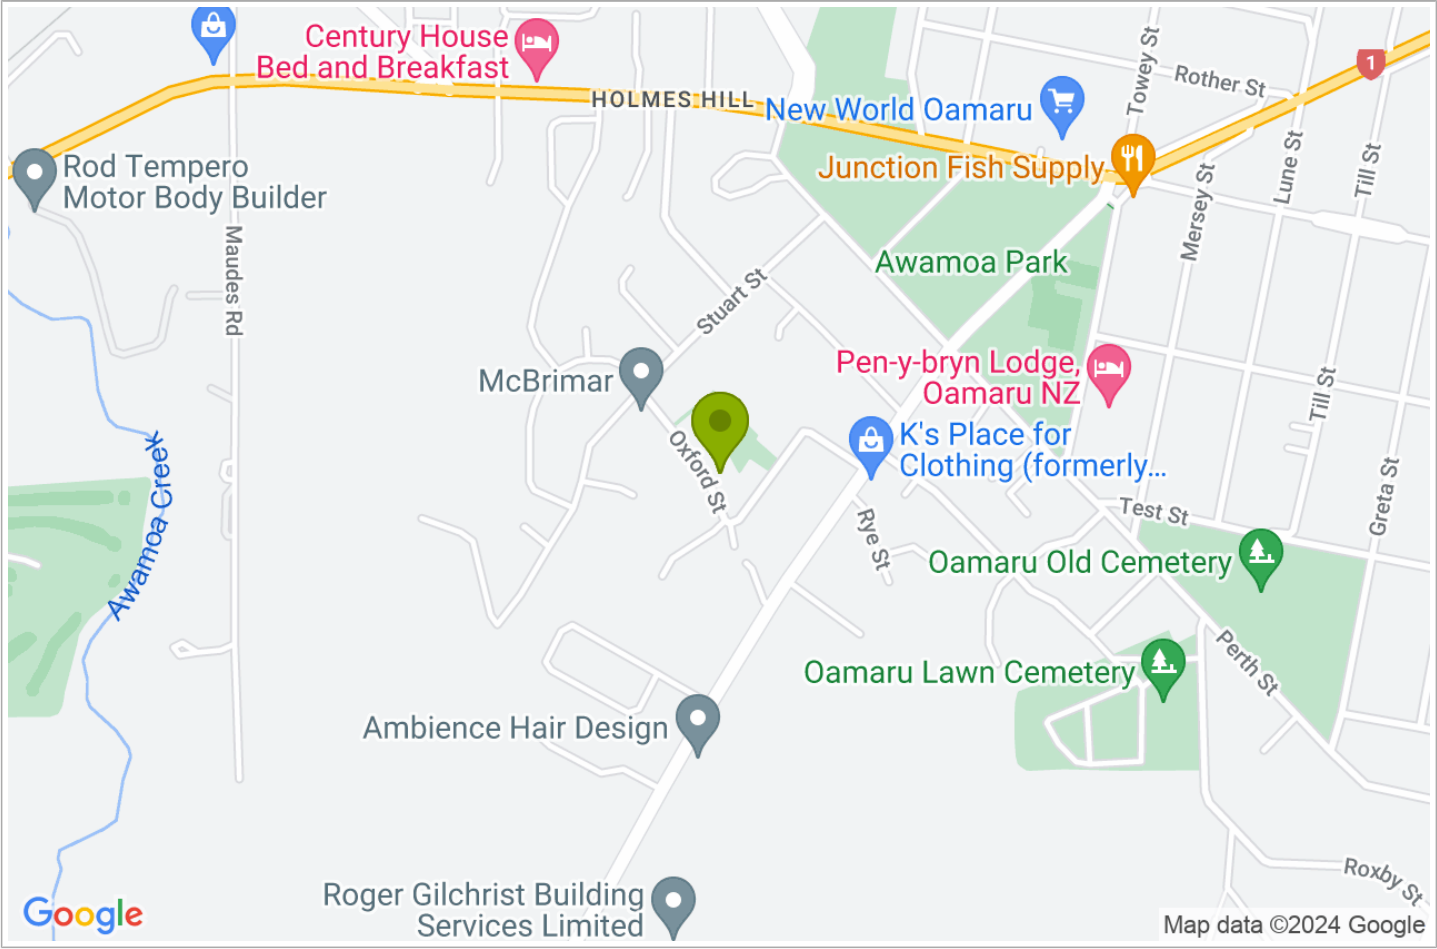 Century House
Bed and Breakfast
HOLMES HILL
New World Oamaru
Junction Fish Supply
Towey St
Rother St
1
Rod Tempero
Motor Body Builder
Maudes Rd
Mersey St
Lune St
Till St
Awamoa Park
Stuart St
McBrimar
Pen-y-bryn Lodge,
Oamaru NZ
Till St
Oxford St
K's Place for
Clothing (formerly...
Greta St
Test St
Rye St
Awamoa Creek
Oamaru Old Cemetery
Oamaru Lawn Cemetery
Perth St
Ambience Hair Design
Roger Gilchrist Building
Services Limited
Roxby St
Google
Map data ©2024 Google